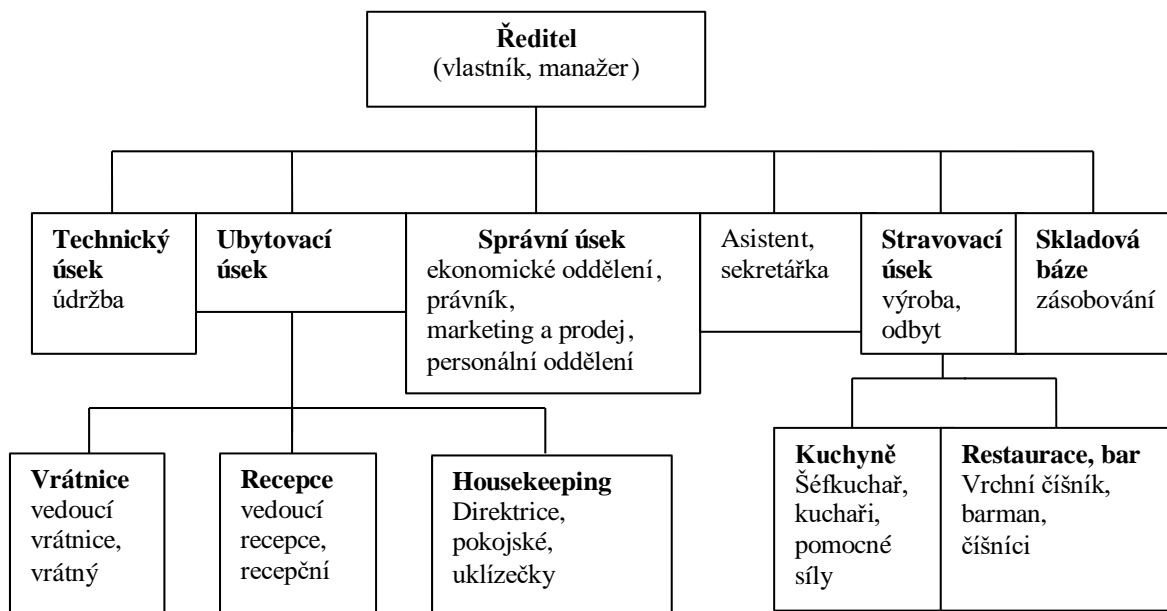 Ředitel
(vlastník, manažer)
Technický
úsek
údržba
Ubytovací
úsek
Správní úsek
ekonomické oddělení,
právník,
marketing a prodej,
personální oddělení
Asistent,
sekretářka
Stravovací
úsek
výroba,
odbyt
Skladová
báze
zásobování
Vrátnice
vedoucí
vrátnice,
vrátný
Recepce
vedoucí
recepce,
recepční
Housekeeping
Direktrice,
pokojské,
uklízečky
Kuchyně
Šéfkuchař,
kuchaři,
pomocné
síly
Restaurace, bar
Vrchní číšník,
barman,
číšníci